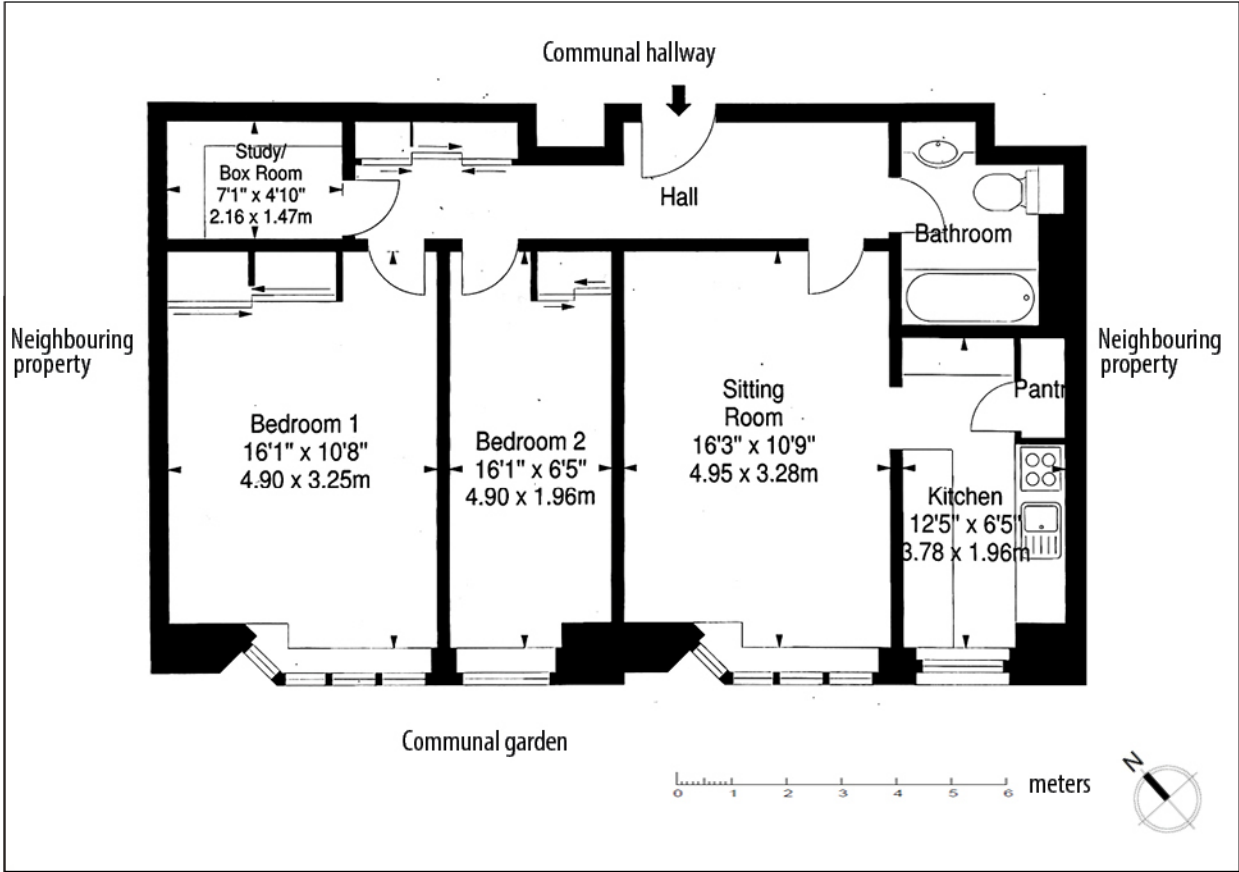 Communal hallway
Study/
Box Room
7'1" x 4'10"
2.16 x 1.47m
Hall
Bathroom
Neighbouring
property
Neighbouring
property
Bedroom 1
16'1" x 10'8"
4.90 x 3.25m
Bedroom 2
16'1" x 6'5"
4.90 x 1.96m
Sitting
Room
16'3" x 10'9"
4.95 x 3.28m
Pantr
Kitchen
12'5" x 6'5"
3.78 x 1.96m
Communal garden
0 1 2 3 4 5 6
meters
N